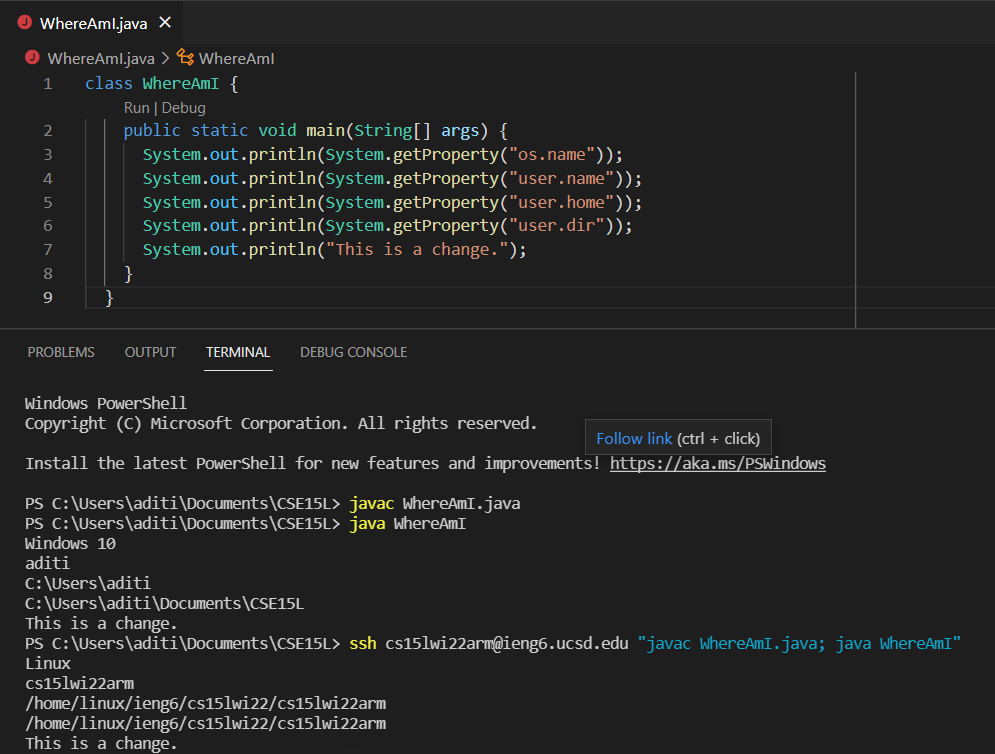 WhereAmI.java ×
WhereAmI.java > WhereAmI
1 class WhereAmI {
Run | Debug
2 public static void main(String[] args) {
3 System.out.println(System.getProperty("os.name"));
4 System.out.println(System.getProperty("user.name"));
5 System.out.println(System.getProperty("user.home"));
6 System.out.println(System.getProperty("user.dir"));
7 System.out.println("This is a change.");
8 }
9 }
PROBLEMS OUTPUT TERMINAL DEBUG CONSOLE
Windows PowerShell
Copyright (C) Microsoft Corporation. All rights reserved.
Follow link (ctrl + click)
Install the latest PowerShell for new features and improvements! https://aka.ms/PSWindows
PS C:\Users\aditi\Documents\CSE15L> javac WhereAmI.java
PS C:\Users\aditi\Documents\CSE15L> java WhereAmI
Windows 10
aditi
C:\Users\aditi
C:\Users\aditi\Documents\CSE15L
This is a change.
PS C:\Users\aditi\Documents\CSE15L> ssh cs15lwi22arm@ieng6.ucsd.edu "javac WhereAmI.java; java WhereAmI"
Linux
cs15lwi22arm
/home/linux/ieng6/cs15lwi22/cs15lwi22arm
/home/linux/ieng6/cs15lwi22/cs15lwi22arm
This is a change.